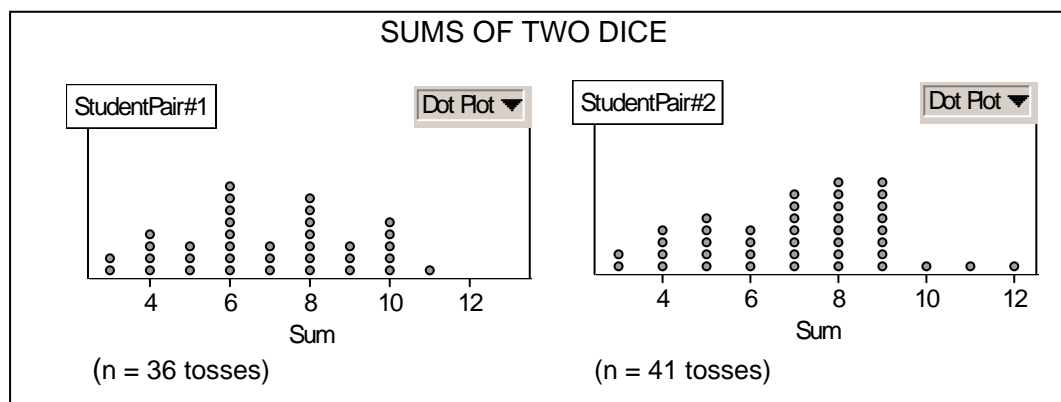 SUMS OF TWO DICE
StudentPair#1
Dot Plot
4 6 8 10 12
Sum
(n = 36 tosses)
StudentPair#2
Dot Plot
4 6 8 10 12
Sum
(n = 41 tosses)